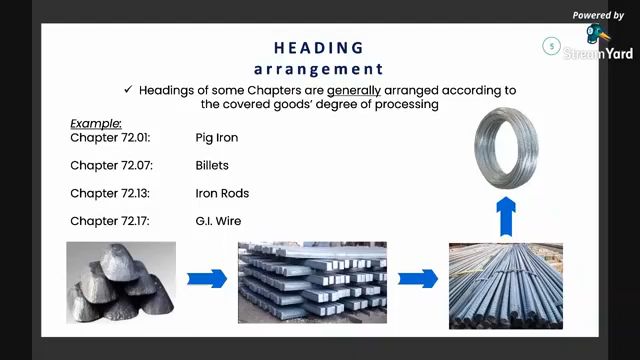 Powered by
StreamYard
5
HEADING
arrangement
✓ Headings of some Chapters are generally arranged according to
the covered goods' degree of processing
Example:
Chapter 72.01: Pig Iron
Chapter 72.07: Billets
Chapter 72.13: Iron Rods
Chapter 72.17: G.I. Wire